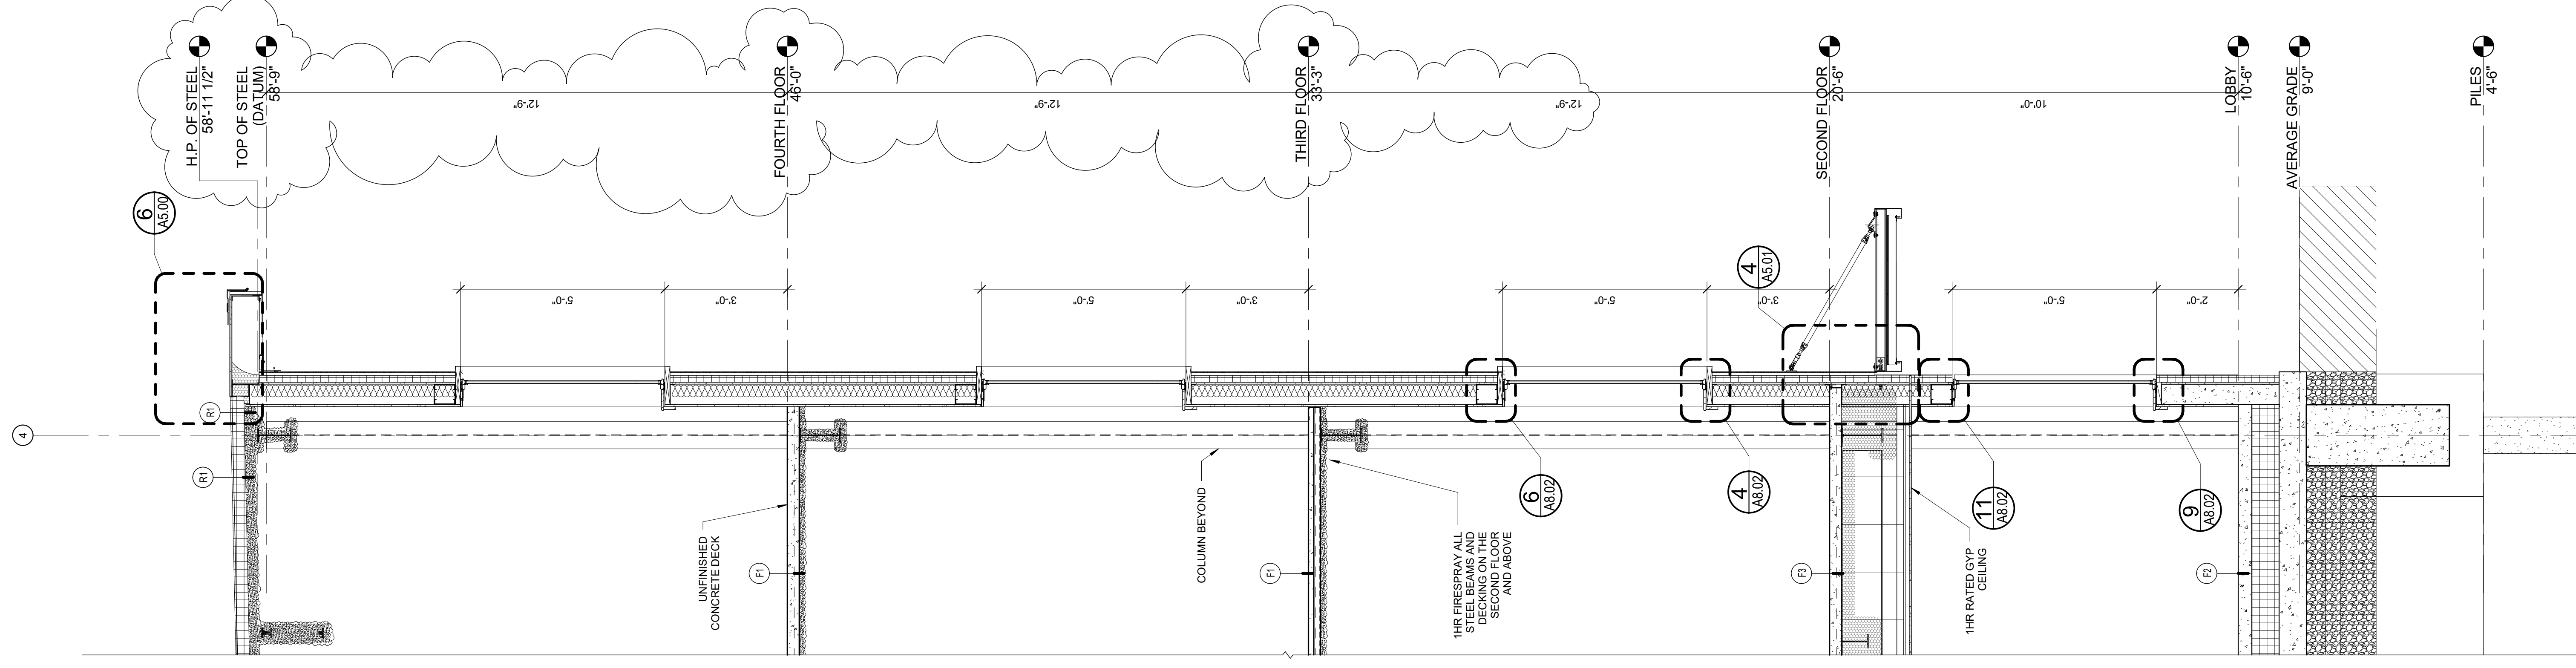 H.P. OF STEEL
58'-11 1/2"
TOP OF STEEL
(DATUM)
58'-9"
12'-9"
FOURTH FLOOR
46'-0"
12'-9"
THIRD FLOOR
33'-3"
12'-9"
SECOND FLOOR
20'-6"
10'-0"
LOBBY
10'-6"
AVERAGE GRADE
9'-0"
PILES
4'-6"
6
A5.00
4
A5.01
5'-0"
3'-0"
5'-0"
3'-0"
5'-0"
3'-0"
5'-0"
2'-0"
4
R1
R1
UNFINISHED
CONCRETE DECK
F1
COLUMN BEYOND
F1
1HR FIRESPRAY ALL
STEEL BEAMS AND
DECKING ON THE
SECOND FLOOR
AND ABOVE
6
A8.02
4
A8.02
F3
11
A8.02
1HR RATED GYP
CEILING
9
A8.02
F2